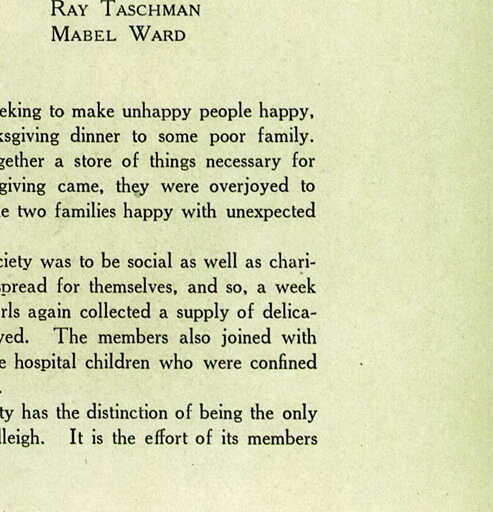 RAY TASCHMAN
MABEL WARD
eking to make unhappy people happy,
ksgiving dinner to some poor family.
gether a store of things necessary for
giving came, they were overjoyed to
e two families happy with unexpected
ciety was to be social as well as chari-
spread for themselves, and so, a week
rls again collected a supply of delica-
yed. The members also joined with
e hospital children who were confined
.
ty has the distinction of being the only
lleigh. It is the effort of its members